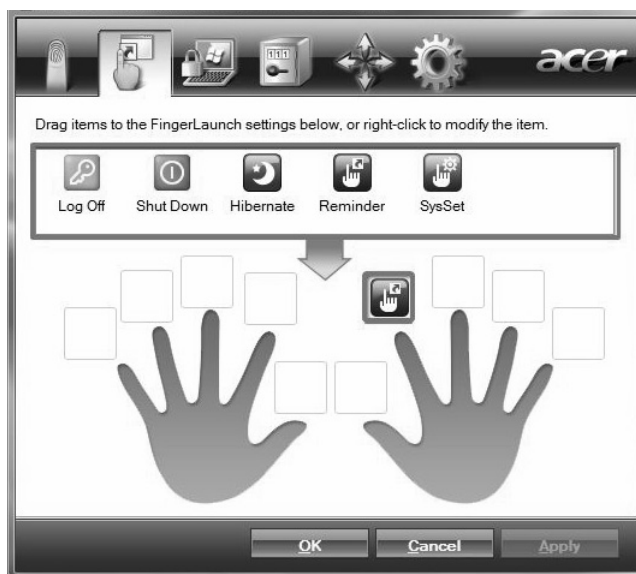 111
acer
Drag items to the FingerLaunch settings below, or right-click to modify the item.
Log Off Shut Down Hibernate Reminder SysSet
OK Cancel Apply